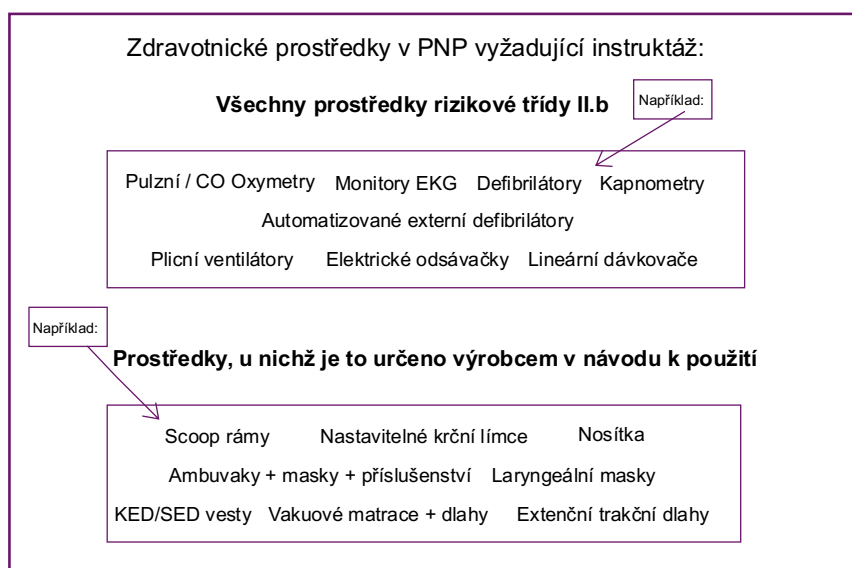 Zdravotnické prostředky v PNP vyžadující instruktáž:
Všechny prostředky rizikové třídy II.b
Například:
Pulzní / CO Oxymetry Monitory EKG Defibrilátory Kapnometry
Automatizované externí defibrilátory
Plicní ventilátory Elektrické odsávačky Lineární dávkovače
Například:
Prostředky, u nichž je to určeno výrobcem v návodu k použití
Scoop rámy Nastavitelné krční límce Nosítka
Ambuvaky + masky + příslušenství Laryngeální masky
KED/SED vesty Vakuové matrace + dlahy Extenční trakční dlahy